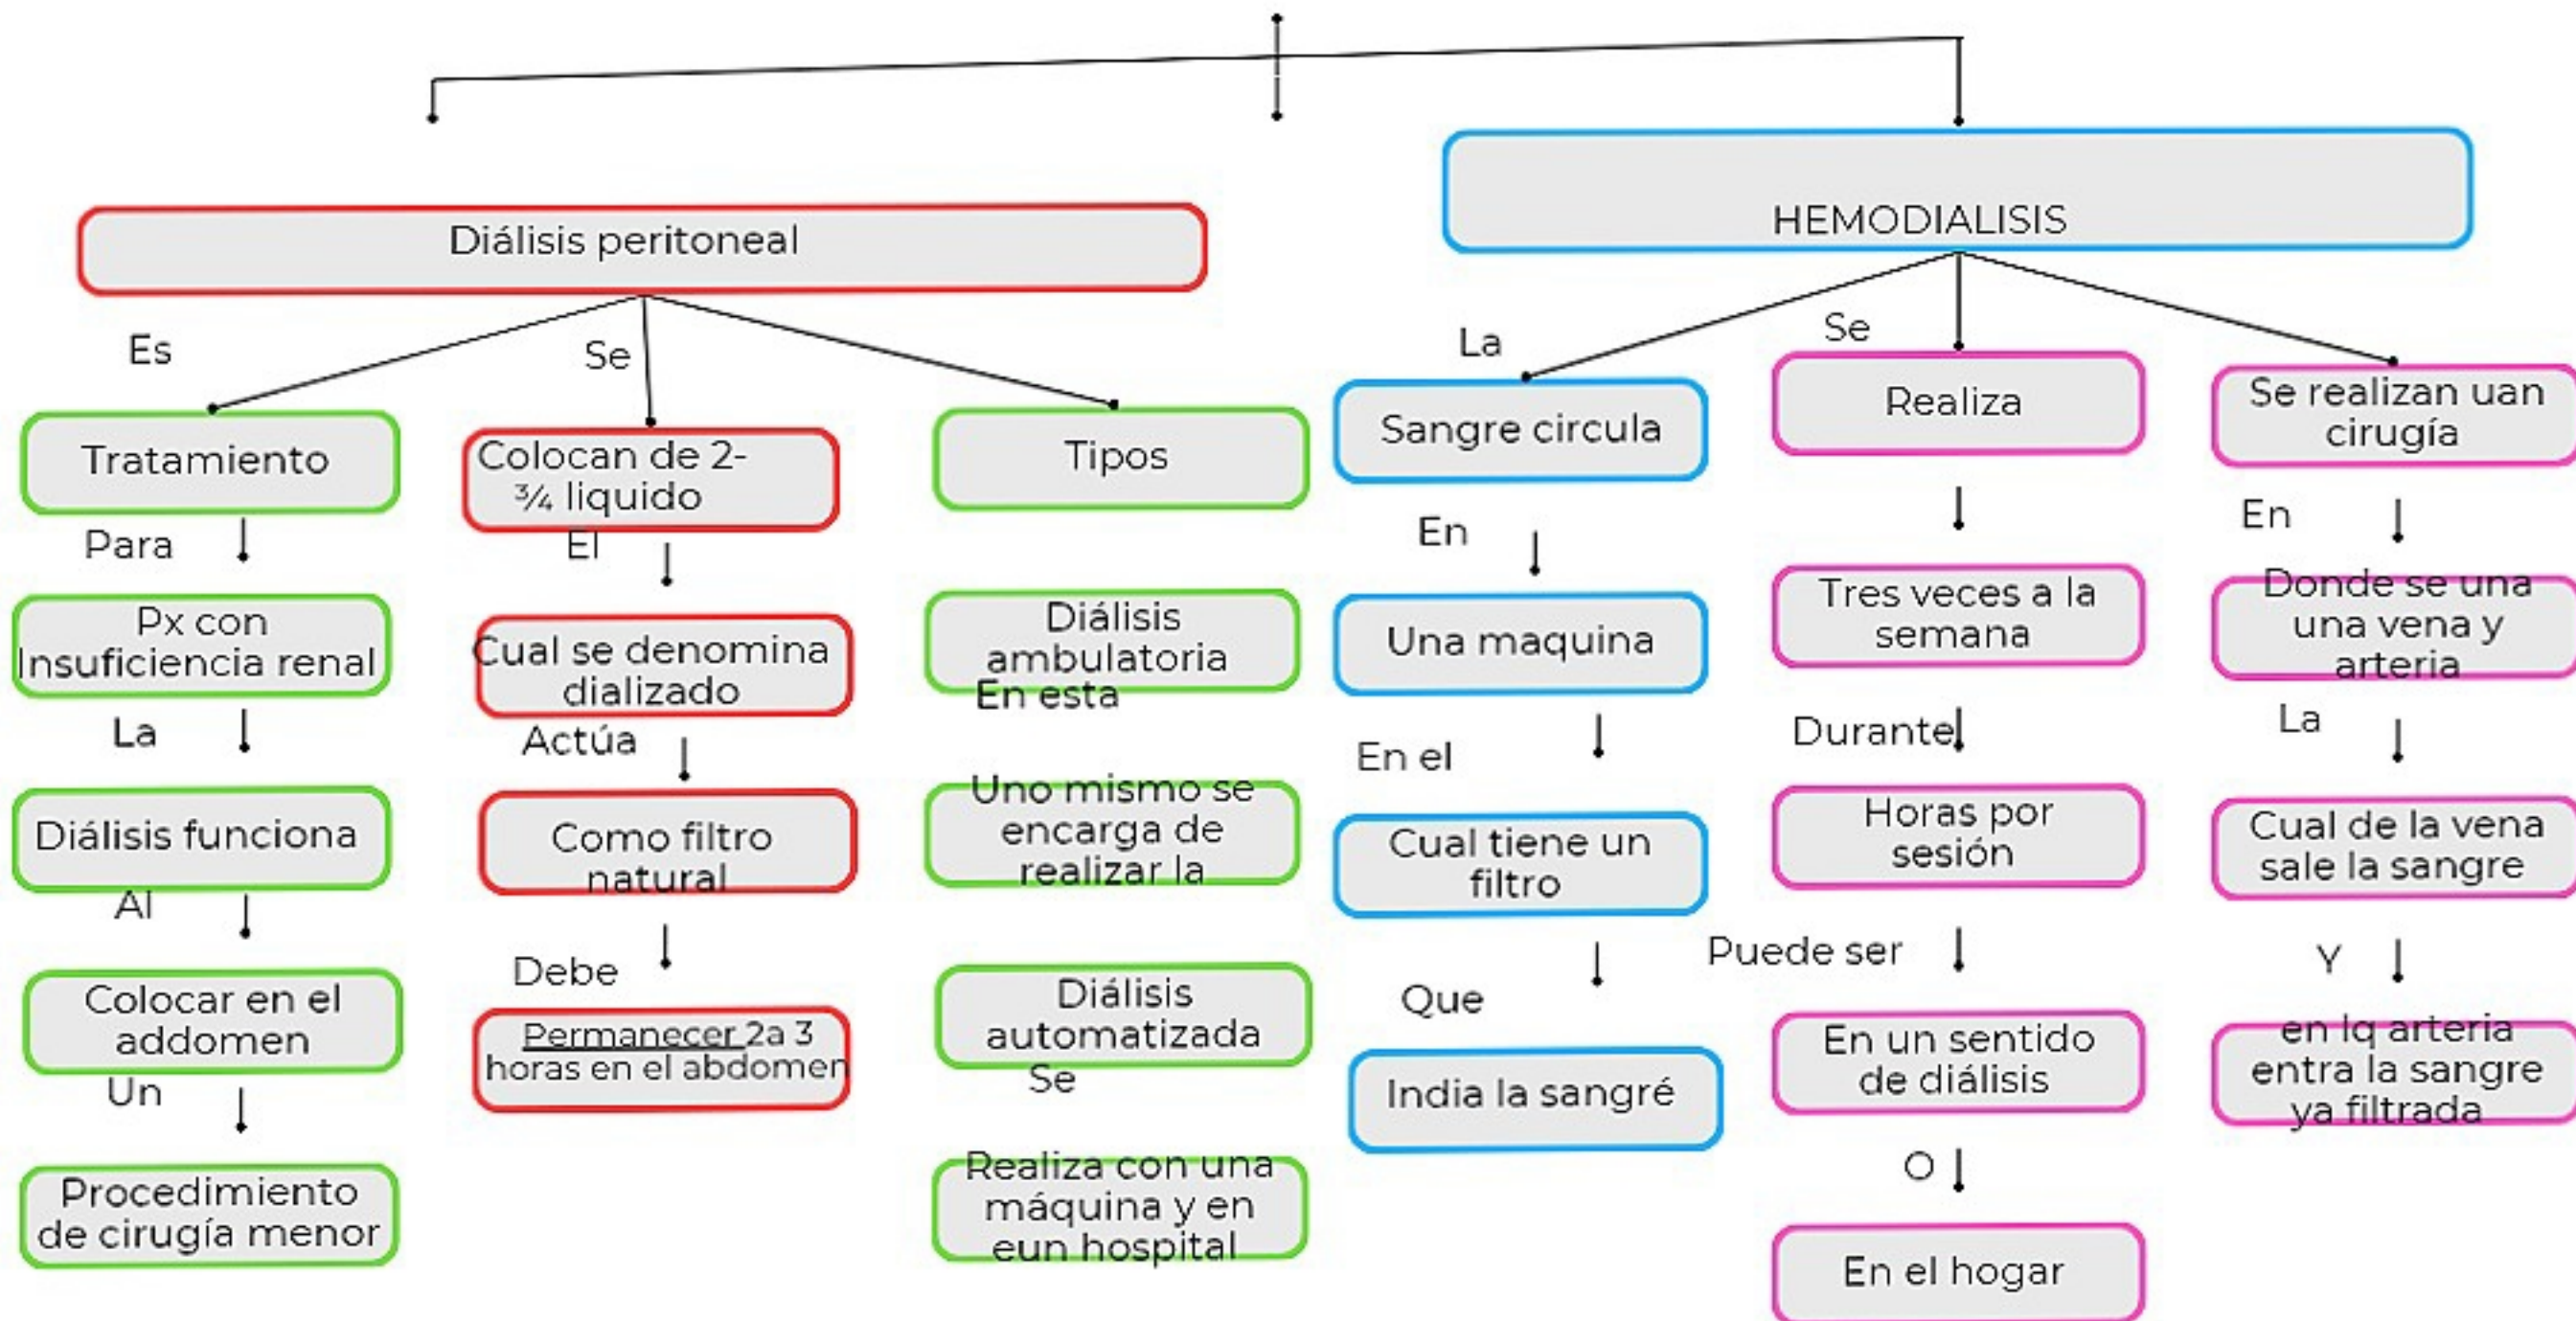 Diálisis peritoneal
Es
Se
Tratamiento
Para
Px con
Insuficiencia renal
La
Diálisis funciona
Al
Colocar en el
addomen
Un
Procedimiento
de cirugía menor
Colocan de 2-
¾ liquido
El
Cual se denomina
dializado
Actúa
Como filtro
natural
Debe
Permanecer 2a 3
horas en el abdomen
Tipos
Diálisis
ambulatoria
En esta
Uno mismo se
encarga de
realizar la
Diálisis
automatizada
Se
Realiza con una
máquina y en
eun hospital
HEMODIALISIS
La
Sangre circula
En
Una maquina
En el
Cual tiene un
filtro
Que
India la sangré
Se
Realiza
Tres veces a la
semana
Durante
Horas por
sesión
Puede ser
En un sentido
de diálisis
O
En el hogar
Se realizan uan
cirugía
En
Donde se una
una vena y
arteria
La
Cual de la vena
sale la sangre
Y
en lq arteria
entra la sangre
ya filtrada